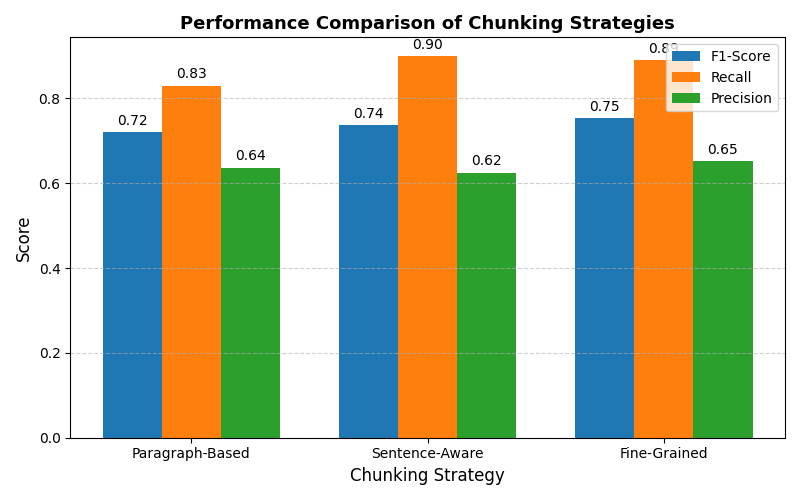 Performance Comparison of Chunking Strategies
F1-Score
Recall
Precision
0.72
0.83
0.64
0.74
0.90
0.62
0.75
0.89
0.65
Score
0.8
0.6
0.4
0.2
0.0
Paragraph-Based
Sentence-Aware
Fine-Grained
Chunking Strategy